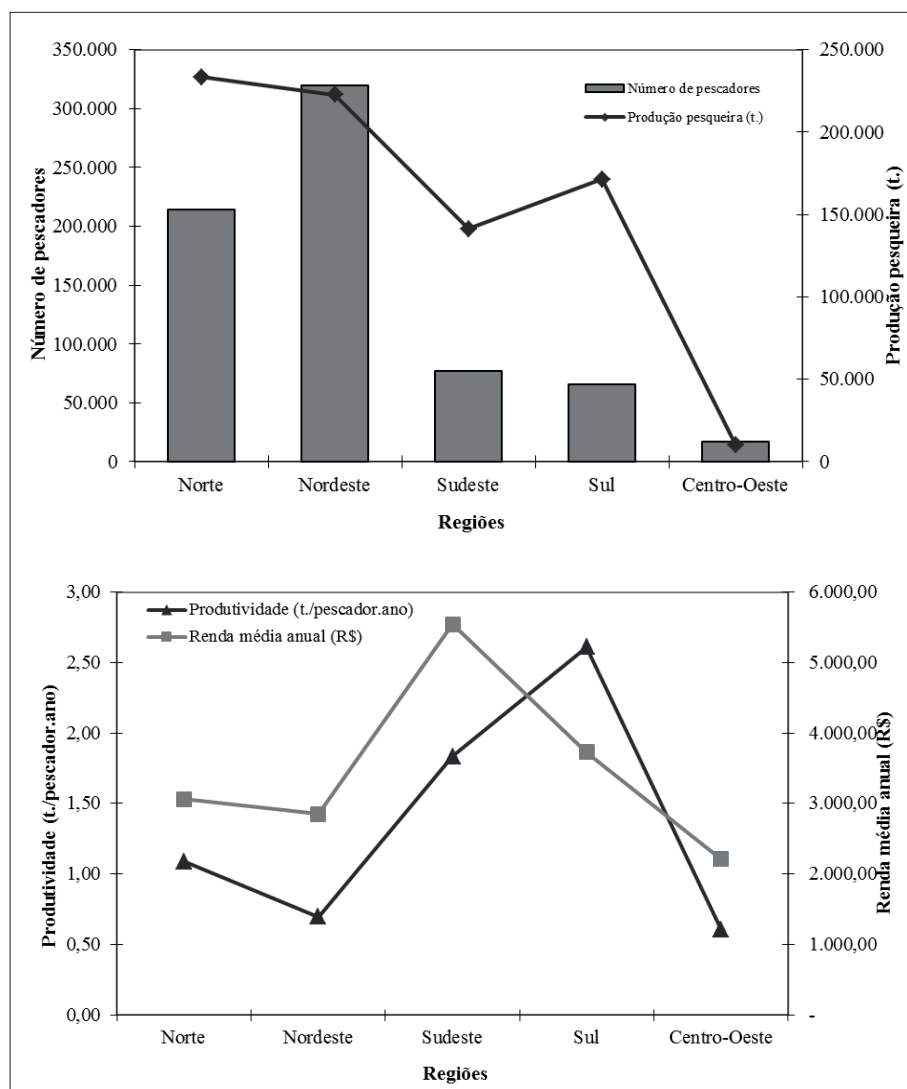 350.000
300.000
250.000
200.000
150.000
100.000
50.000
0
Número de pescadores
250.000
200.000
150.000
100.000
50.000
0
Produção pesqueira (t.)
Número de pescadores
Produção pesqueira (t.)
Norte Nordeste Sudeste Sul Centro-Oeste
Regiões
3,00
2,50
2,00
1,50
1,00
0,50
0,00
Produtividade (t./pescador.ano)
6.000,00
5.000,00
4.000,00
3.000,00
2.000,00
1.000,00
-
Renda média anual (R$)
Produtividade (t./pescador.ano)
Renda média anual (R$)
Norte Nordeste Sudeste Sul Centro-Oeste
Regiões